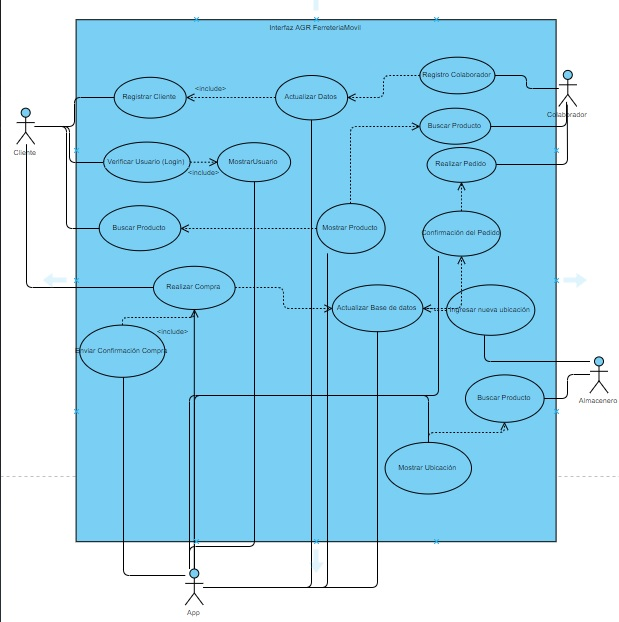 Interfaz AGR FerreteriaMovil
Registro Colaborador
<include>
Registrar Cliente
Actualizar Datos
Colaborador
Buscar Producto
Cliente
Verificar Usuario (Login)
MostrarUsuario
Realizar Pedido
<include>
Buscar Producto
Mostrar Producto
Confirmación del Pedido
Realizar Compra
Actualizar Base de datos
Ingresar nueva ubicación
<include>
Enviar Confirmación Compra
Buscar Producto
Almacenero
Mostrar Ubicación
App